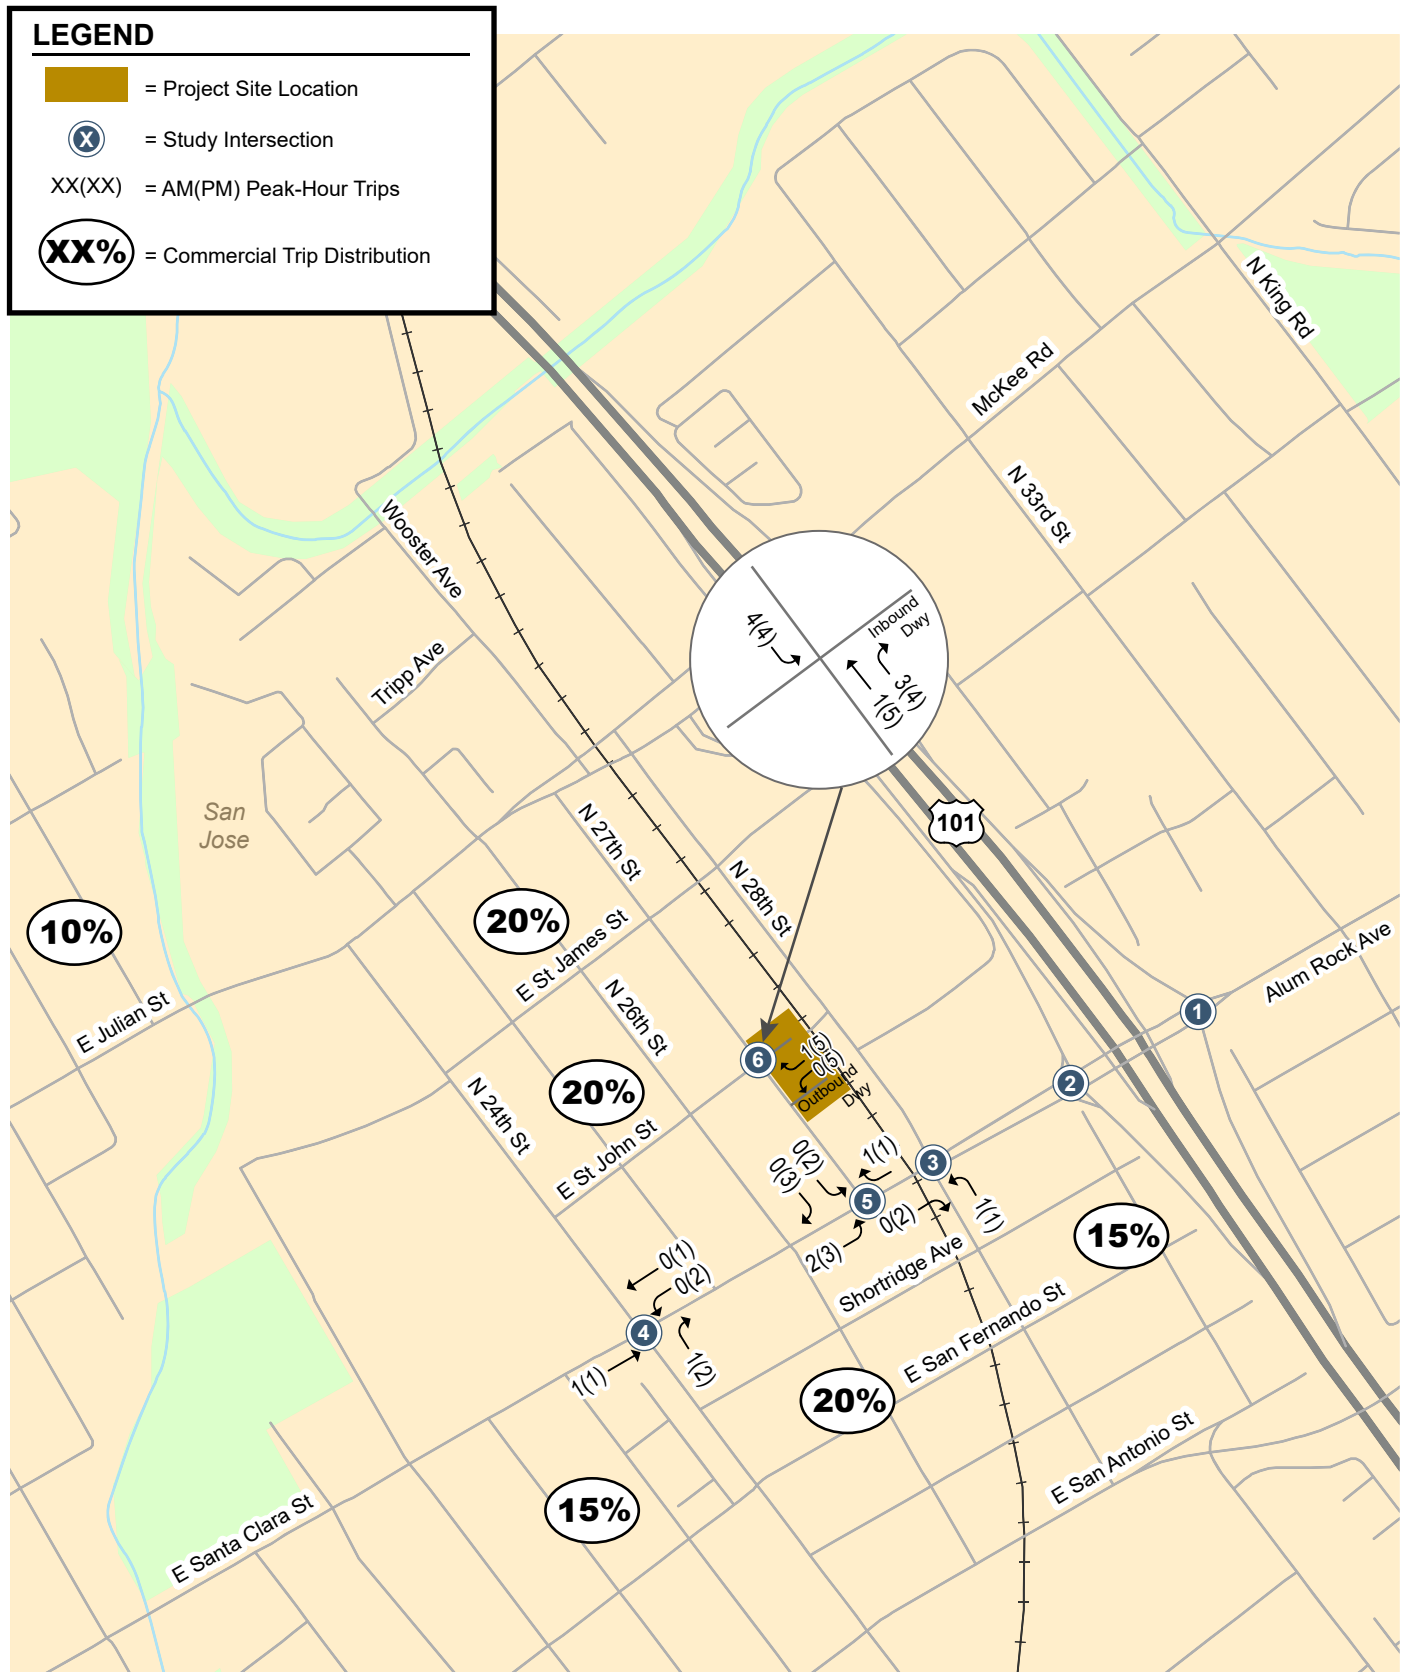 LEGEND
= Project Site Location
X = Study Intersection
XX(XX) = AM(PM) Peak-Hour Trips
XX% = Commercial Trip Distribution
N King Rd
McKee Rd
N 33rd St
Wooster Ave
Tripp Ave
4(4)
Inbound
Dwy
3(4)
1(5)
San
Jose
101
N 27th St
N 28th St
10%
20%
E St James St
Alum Rock Ave
E Julian St
N 26th St
1
6
1(5)
0(5)
Outbound
Dwy
2
20%
N 24th St
E St John St
0(2)
0(3)
1(1)
3
5
0(2)
1(1)
2(3)
15%
Shortridge Ave
0(1)
0(2)
4
1(1)
1(2)
E San Fernando St
20%
E San Antonio St
15%
E Santa Clara St